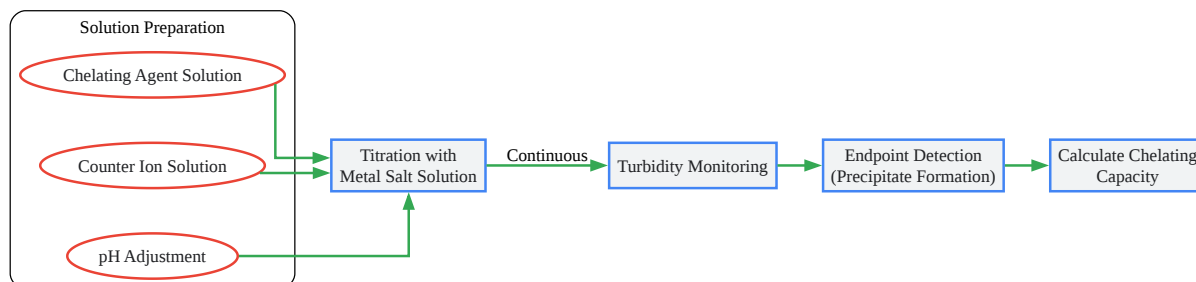 Solution Preparation
Chelating Agent Solution
Counter Ion Solution
pH Adjustment
Titration with
Metal Salt Solution
Continuous
Turbidity Monitoring
Endpoint Detection
(Precipitate Formation)
Calculate Chelating
Capacity